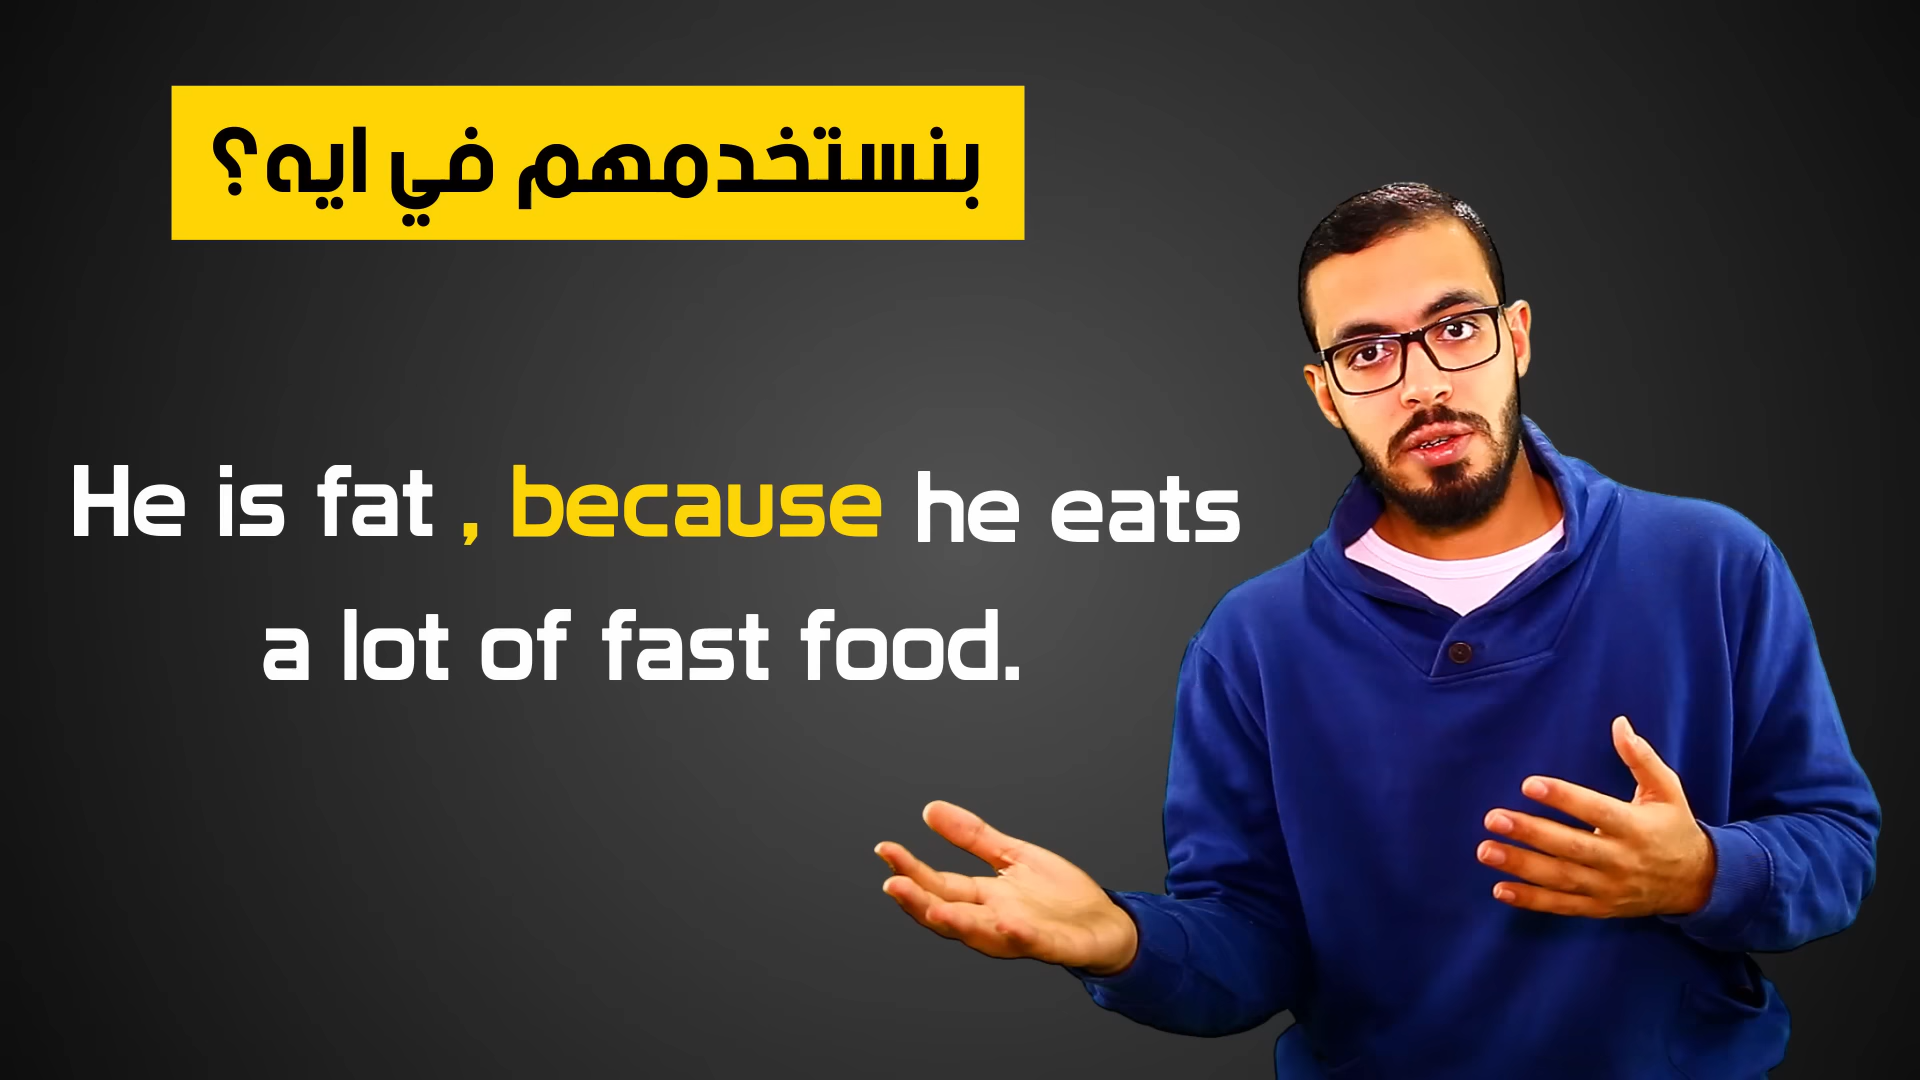 بنستخدمهم في ايه؟
He is fat , because he eats
a lot of fast food.